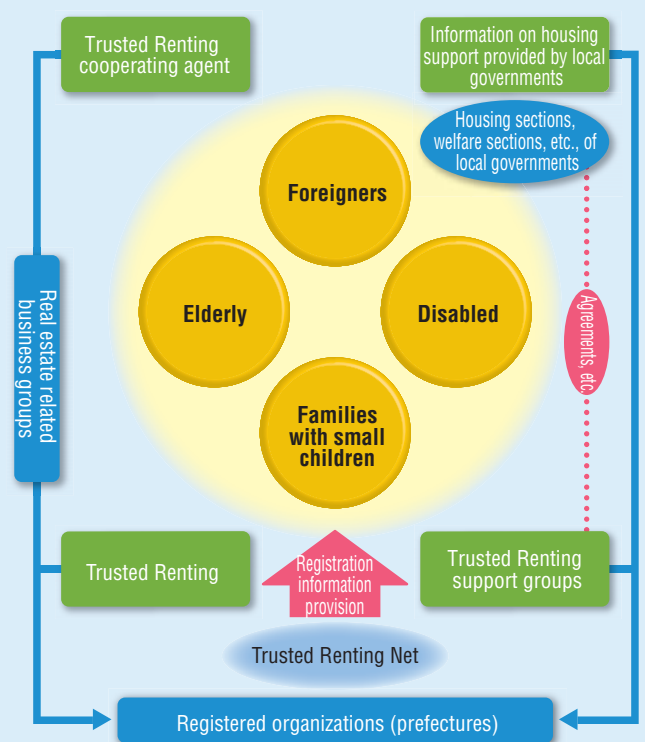 Trusted Renting
cooperating agent
Information on housing
support provided by local
governments
Housing sections,
welfare sections, etc., of
local governments
Foreigners
Elderly
Disabled
Families
with small
children
Real estate related
business groups
Agreements, etc.
Trusted Renting
Registration
information
provision
Trusted Renting
support groups
Trusted Renting Net
Registered organizations (prefectures)